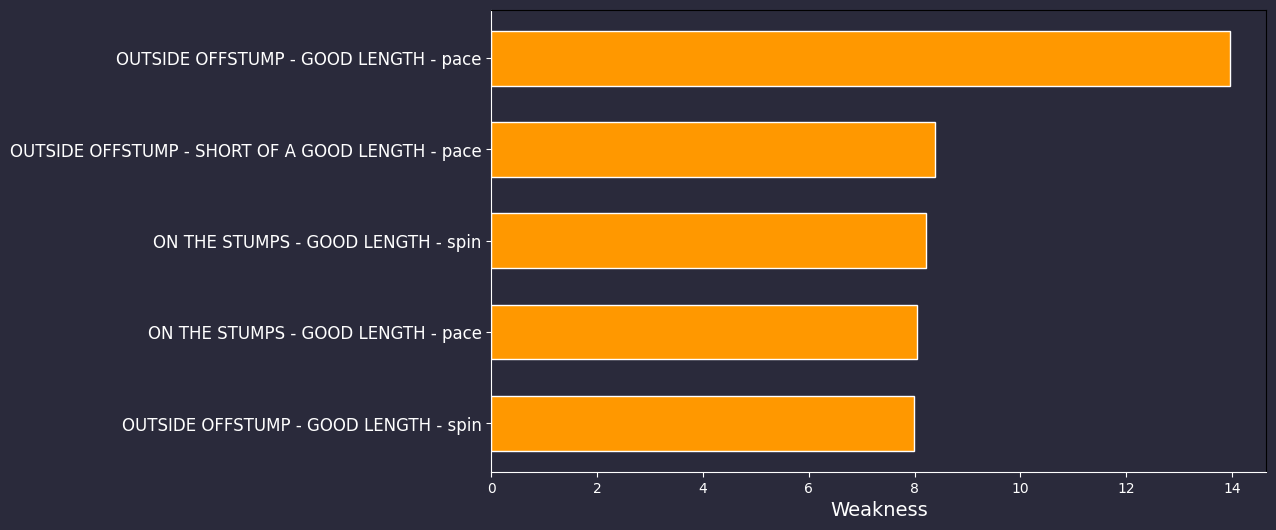 OUTSIDE OFFSTUMP - GOOD LENGTH - pace
OUTSIDE OFFSTUMP - SHORT OF A GOOD LENGTH - pace
ON THE STUMPS - GOOD LENGTH - spin
ON THE STUMPS - GOOD LENGTH - pace
OUTSIDE OFFSTUMP - GOOD LENGTH - spin
0 2 4 6 8 10 12 14
Weakness